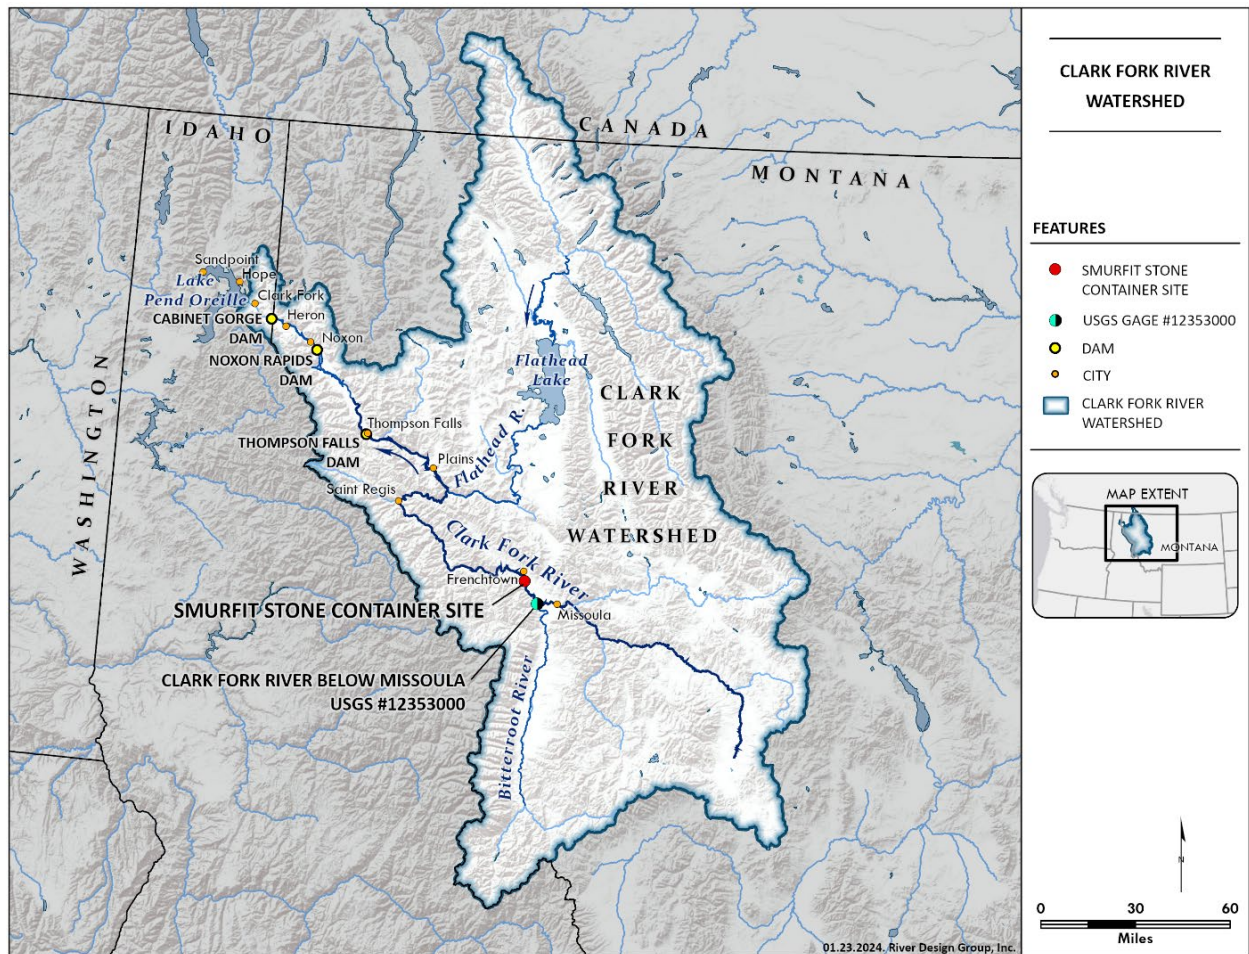 CANADA
IDAHO
MONTANA
WASHINGTON
Sandpoint
Lake
Pend Oreille
Hope
Clark Fork
CABINET GORGE
DAM
Heron
Noxon
NOXON RAPIDS
DAM
Flathead
Lake
Thompson Falls
THOMPSON FALLS
DAM
Flathead R.
Plains
Saint Regis
CLARK
FORK
RIVER
WATERSHED
Clark Fork River
Frenchtown
SMURFIT STONE CONTAINER SITE
Missoula
CLARK FORK RIVER BELOW MISSOULA
USGS #12353000
Bitterroot River
01.23.2024. River Design Group, Inc.
CLARK FORK RIVER
WATERSHED
FEATURES
SMURFIT STONE
CONTAINER SITE
USGS GAGE #12353000
DAM
CITY
CLARK FORK RIVER
WATERSHED
MAP EXTENT
MONTANA
N
0 30 60
Miles